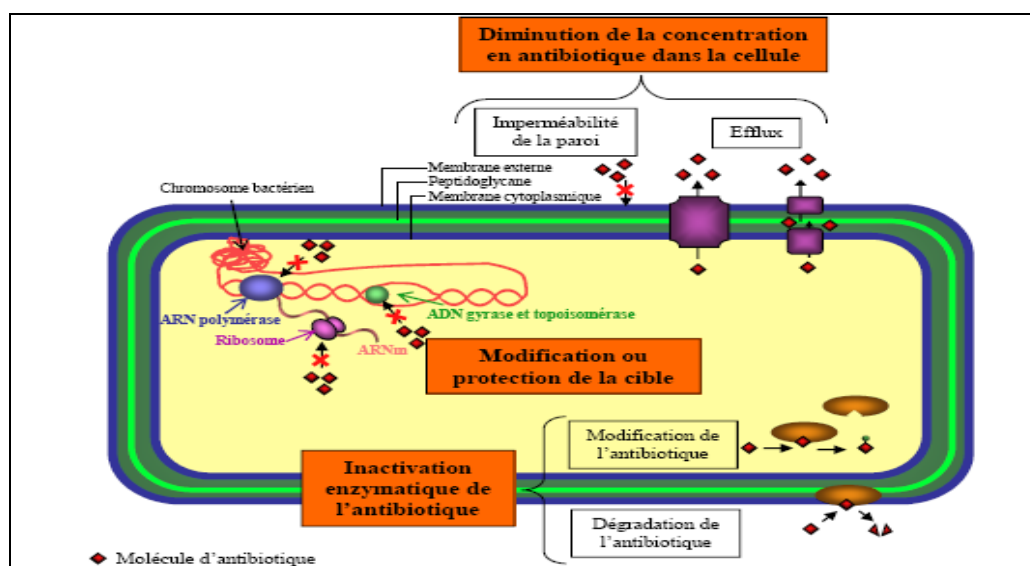 Diminution de la concentration
en antibiotique dans la cellule
Imperméabilité
de la paroi
Efflux
Membrane externe
Peptidoglycane
Membrane cytoplasmique
Chromosome bactérien
ARN polymérase
ADN gyrase et topoisomérase
Ribosome
ARNm
Modification ou
protection de la cible
Modification de
l'antibiotique
Inactivation
enzymatique de
l'antibiotique
Dégradation de
l'antibiotique
Molécule d'antibiotique